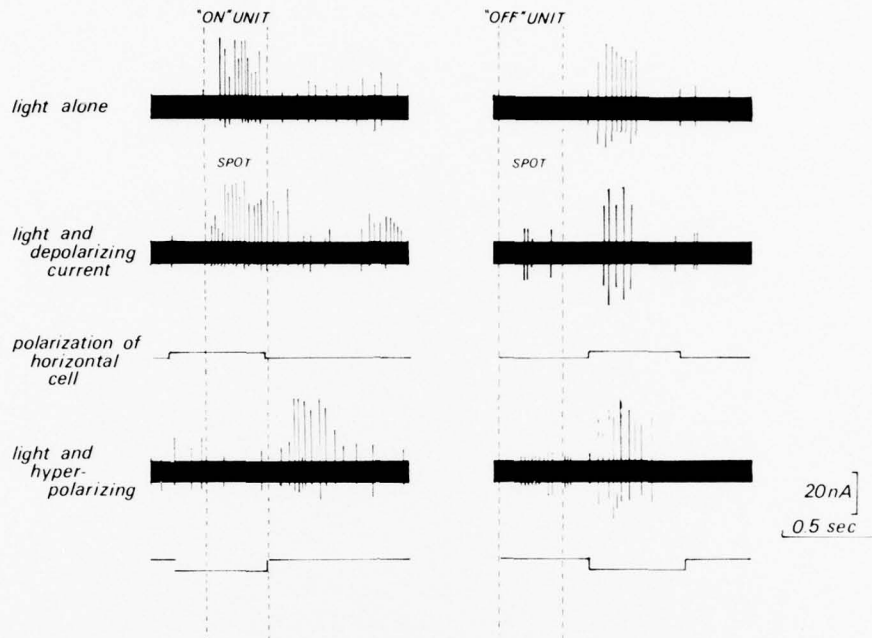 "ON" UNIT
"OFF" UNIT
light alone
SPOT
SPOT
light and
depolarizing
current
polarization of
horizontal
cell
light and
hyper-
polarizing
20nA
0.5 sec